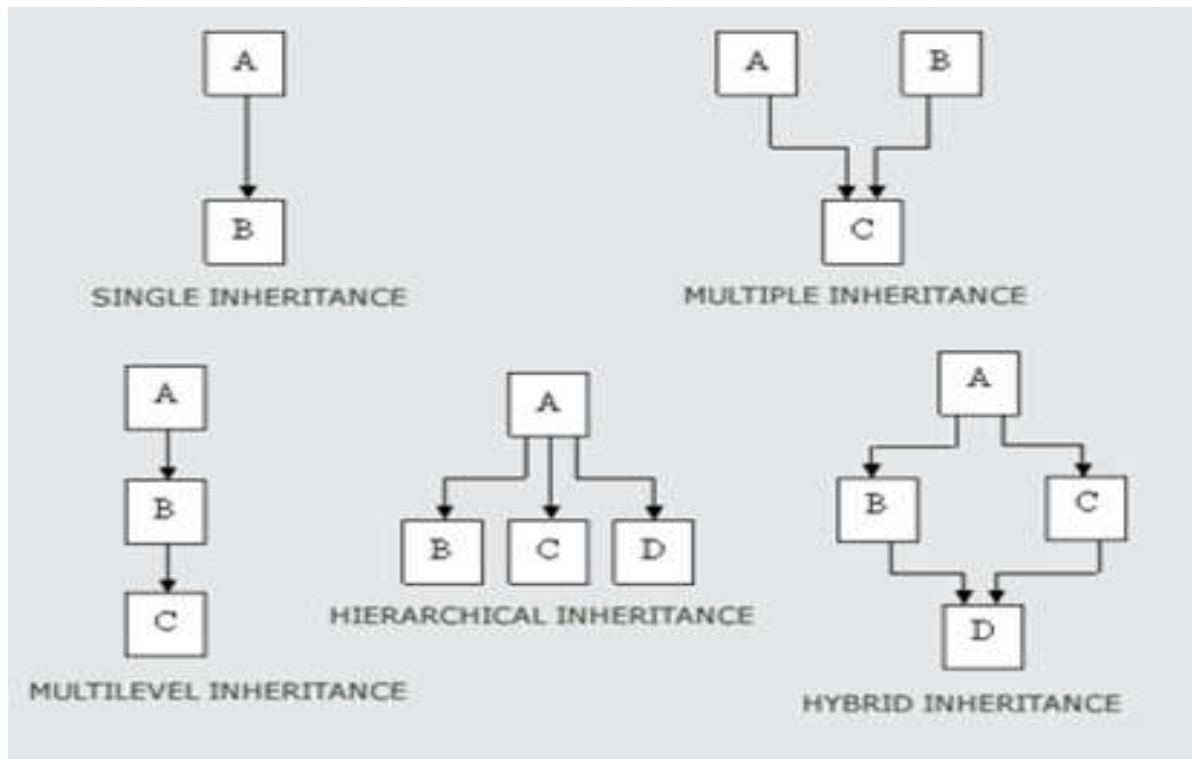 A
B
SINGLE INHERITANCE
A B
C
MULTIPLE INHERITANCE
A
B
C
MULTILEVEL INHERITANCE
A
B C D
HIERARCHICAL INHERITANCE
A
B C
D
HYBRID INHERITANCE